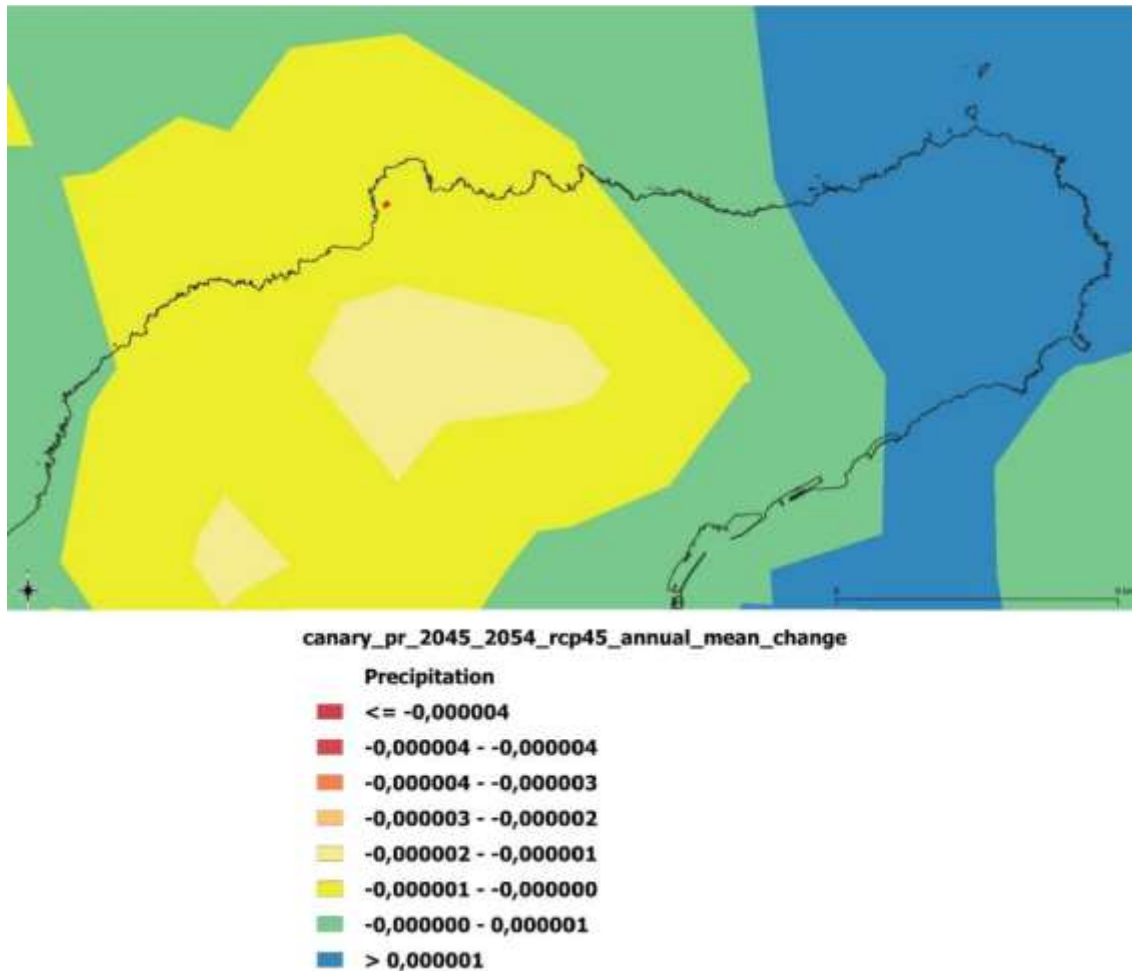 canary_pr_2045_2054_rcp45_annual_mean_change
Precipitation
<= -0,000004
-0,000004 - -0,000004
-0,000004 - -0,000003
-0,000003 - -0,000002
-0,000002 - -0,000001
-0,000001 - -0,000000
-0,000000 - 0,000001
> 0,000001